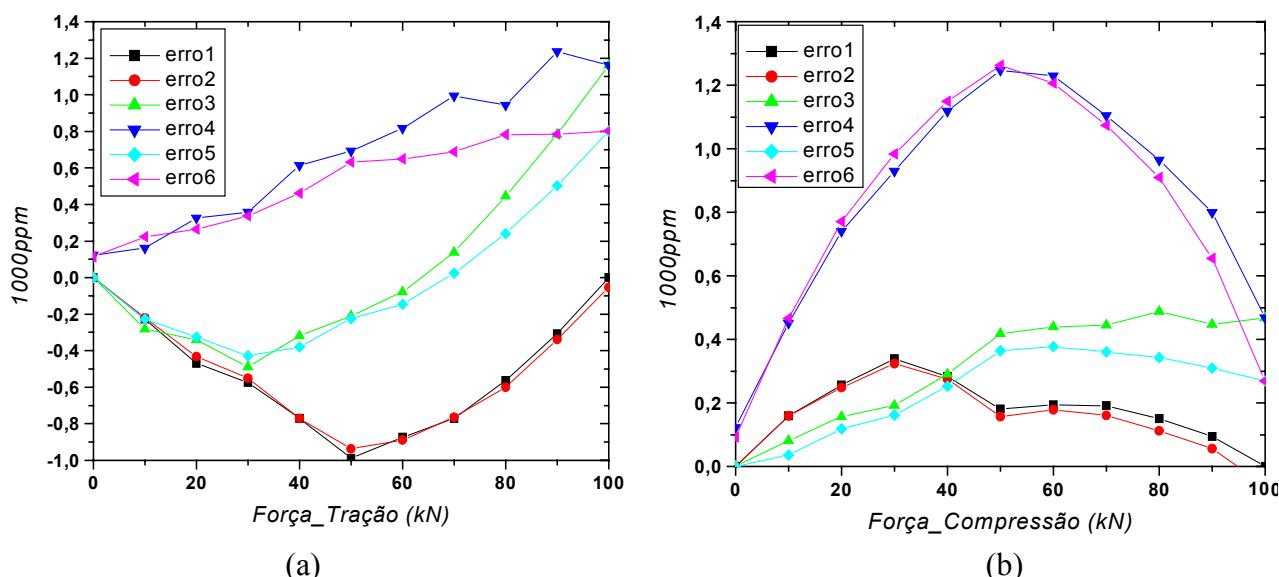 1,4
1,2
1,0
0,8
0,6
0,4
0,2
0,0
-0,2
-0,4
-0,6
-0,8
-1,0
1000ppm
erro1
erro2
erro3
erro4
erro5
erro6
0 20 40 60 80 100
Força_Tração (kN)
(a)
1,4
1,2
1,0
0,8
0,6
0,4
0,2
0,0
1000ppm
erro1
erro2
erro3
erro4
erro5
erro6
0 20 40 60 80 100
Força_Compressão (kN)
(b)